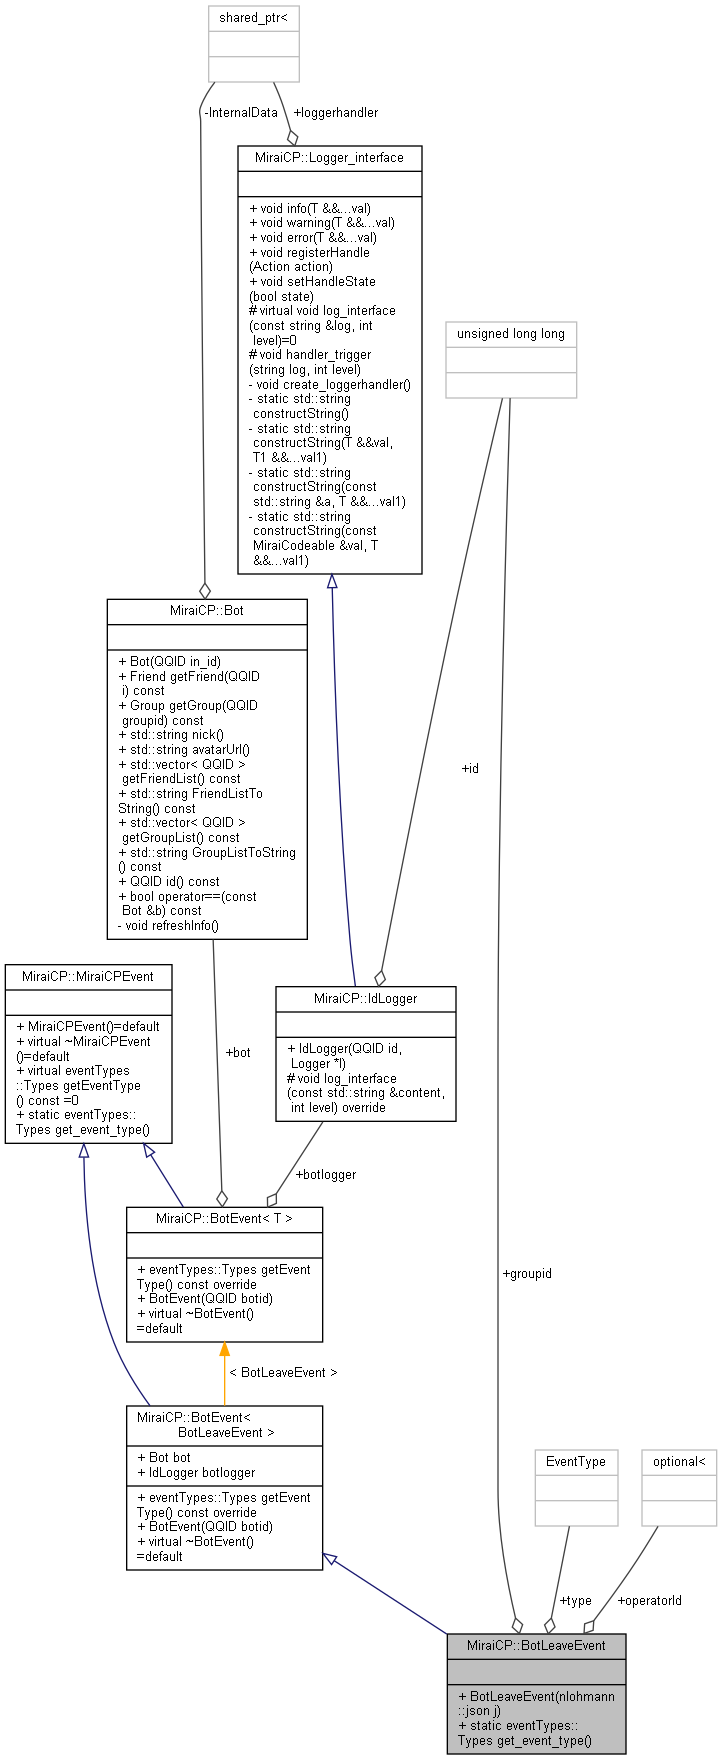 shared_ptr<
-InternalData
+loggerhandler
MiraiCP::Logger_interface
+ void info(T &&...val)
+ void warning(T &&...val)
+ void error(T &&...val)
+ void registerHandle
(Action action)
+ void setHandleState
(bool state)
# virtual void log_interface
(const string &log, int
level)=0
# void handler_trigger
(string log, int level)
- void create_loggerhandler()
- static std::string
constructString()
- static std::string
constructString(T &&val,
T1 &&...val1)
- static std::string
constructString(const
std::string &a, T &&...val1)
- static std::string
constructString(const
MiraiCodeable &val, T
&&...val1)
unsigned long long
MiraiCP::Bot
+ Bot(QQID in_id)
+ Friend getFriend(QQID
i) const
+ Group getGroup(QQID
groupid) const
+ std::string nick()
+ std::string avatarUrl()
+ std::vector< QQID >
getFriendList() const
+ std::string FriendListTo
String() const
+ std::vector< QQID >
getGroupList() const
+ std::string GroupListToString
() const
+ QQID id() const
+ bool operator==(const
Bot &b) const
- void refreshInfo()
+id
MiraiCP::MiraiCPEvent
+ MiraiCPEvent()=default
+ virtual ~MiraiCPEvent
()=default
+ virtual eventTypes
::Types getEventType
() const =0
+ static eventTypes::
Types get_event_type()
+bot
MiraiCP::IdLogger
+ IdLogger(QQID id,
Logger *l)
# void log_interface
(const std::string &content,
int level) override
+botlogger
MiraiCP::BotEvent< T >
+ eventTypes::Types getEvent
Type() const override
+ BotEvent(QQID botid)
+ virtual ~BotEvent()
=default
+groupid
< BotLeaveEvent >
MiraiCP::BotEvent<
BotLeaveEvent >
+ Bot bot
+ IdLogger botlogger
+ eventTypes::Types getEvent
Type() const override
+ BotEvent(QQID botid)
+ virtual ~BotEvent()
=default
EventType
optional<
+type
+operatorId
MiraiCP::BotLeaveEvent
+ BotLeaveEvent(nlohmann
::json j)
+ static eventTypes::
Types get_event_type()